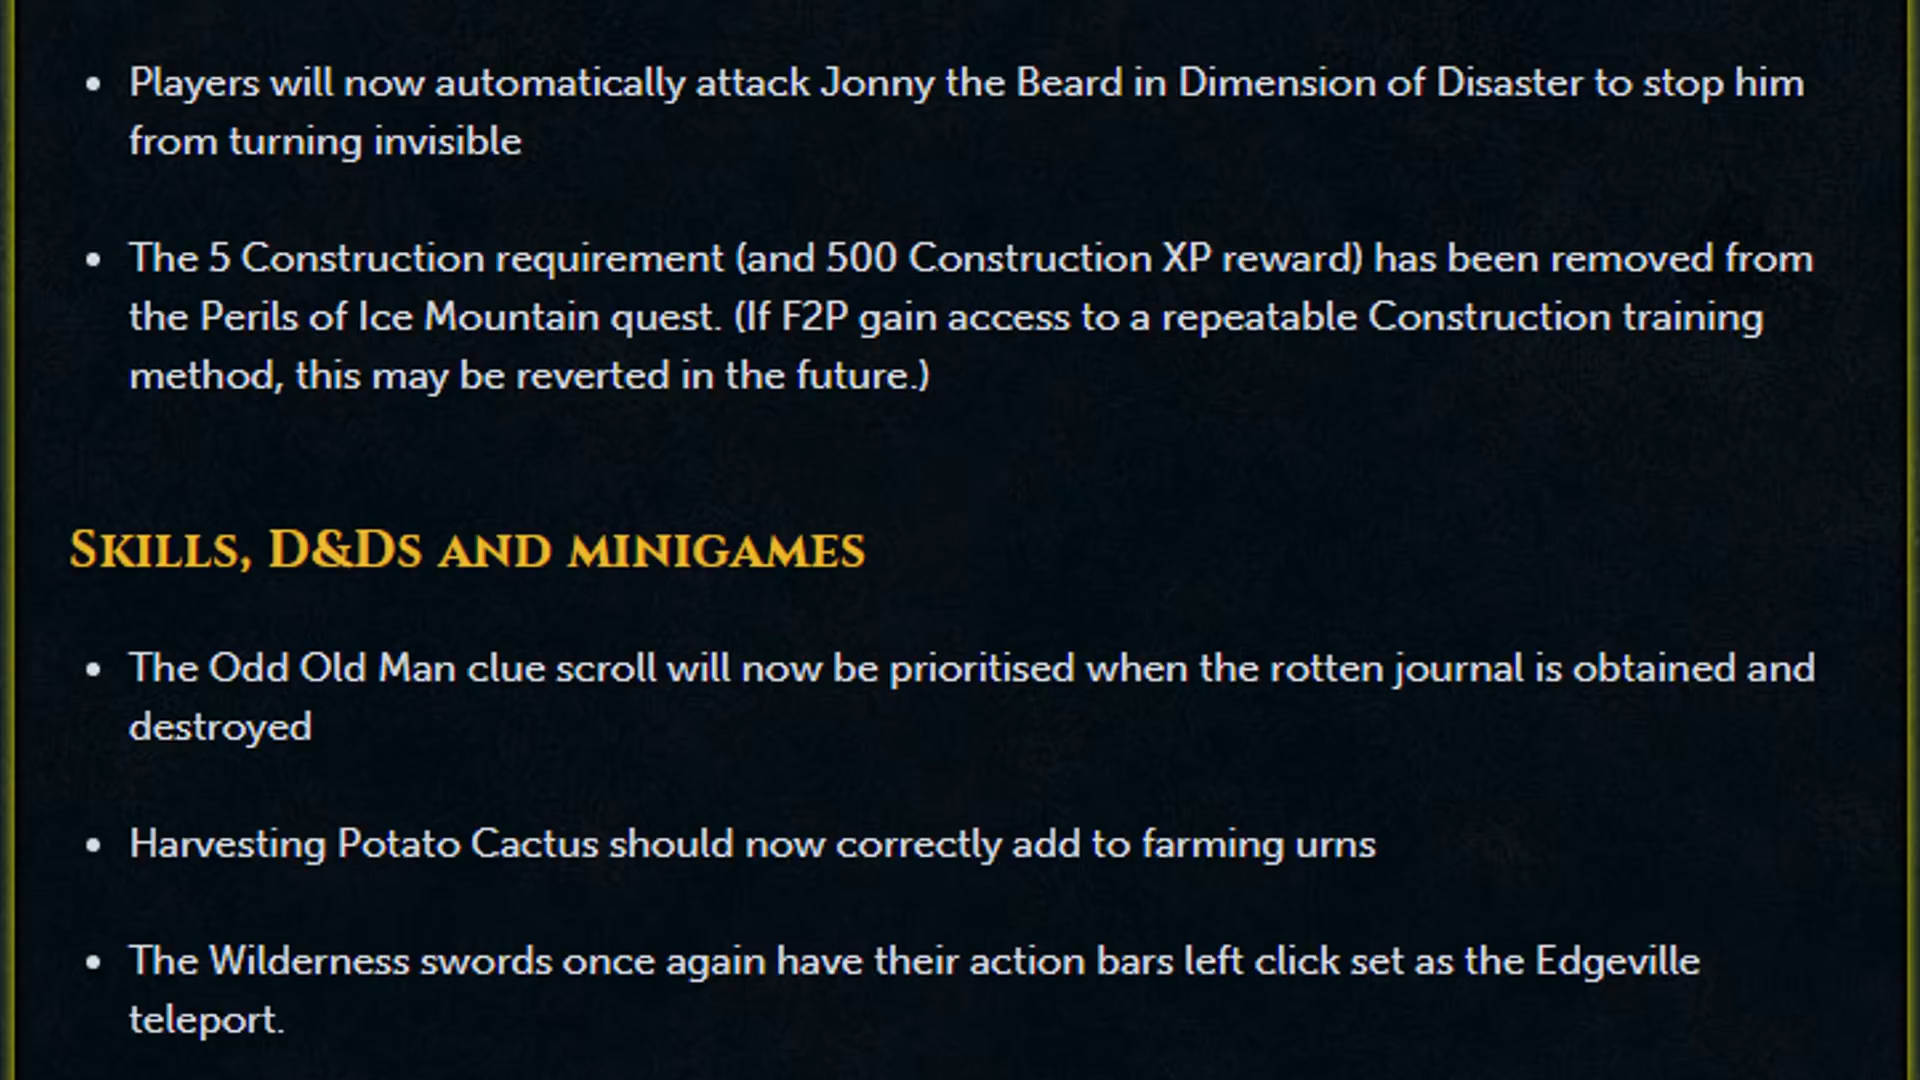 • Players will now automatically attack Jonny the Beard in Dimension of Disaster to stop him
from turning invisible
• The 5 Construction requirement (and 500 Construction XP reward) has been removed from
the Perils of Ice Mountain quest. (If F2P gain access to a repeatable Construction training
method, this may be reverted in the future.)
Skills, D&Ds and minigames
• The Odd Old Man clue scroll will now be prioritised when the rotten journal is obtained and
destroyed
• Harvesting Potato Cactus should now correctly add to farming urns
• The Wilderness swords once again have their action bars left click set as the Edgeville
teleport.